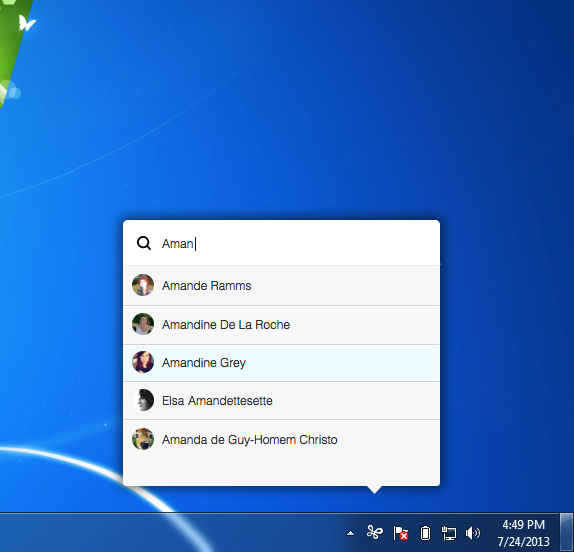 Aman
Amande Ramms
Amandine De La Roche
Amandine Grey
Elsa Amandettesette
Amanda de Guy-Homem Christo
4:49 PM
7/24/2013